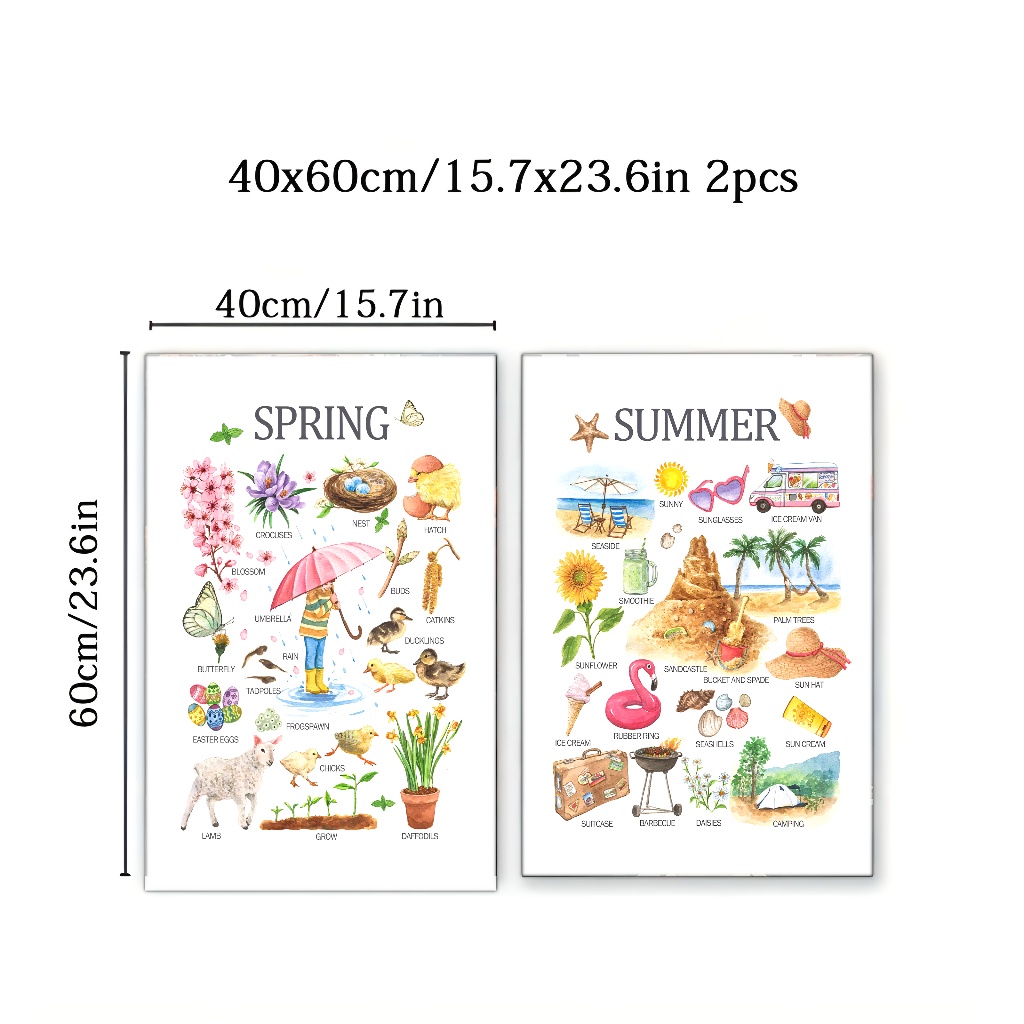 40x60cm/15.7x23.6in 2pcs
40cm/15.7in
60cm/23.6in
SPRING
CROCUSES
NEST
HATCH
BLOSSOM
BUDS
UMBRELLA
CATKINS
DUCKLINGS
BUTTERFLY
RAIN
TADPOLES
EASTER EGGS
FROGSPAWN
CHICKS
LAMB
GROW
DAFFODILS
SUMMER
SUNNY
SUNGLASSES
ICE CREAM VAN
SEASIDE
SMOOTHIE
PALM TREES
SUNFLOWER
SANDCASTLE
BUCKET AND SPADE
SUN HAT
ICE CREAM
RUBBER RING
SEASHELLS
SUN CREAM
SUITCASE
BARBECUE
DAISIES
CAMPING